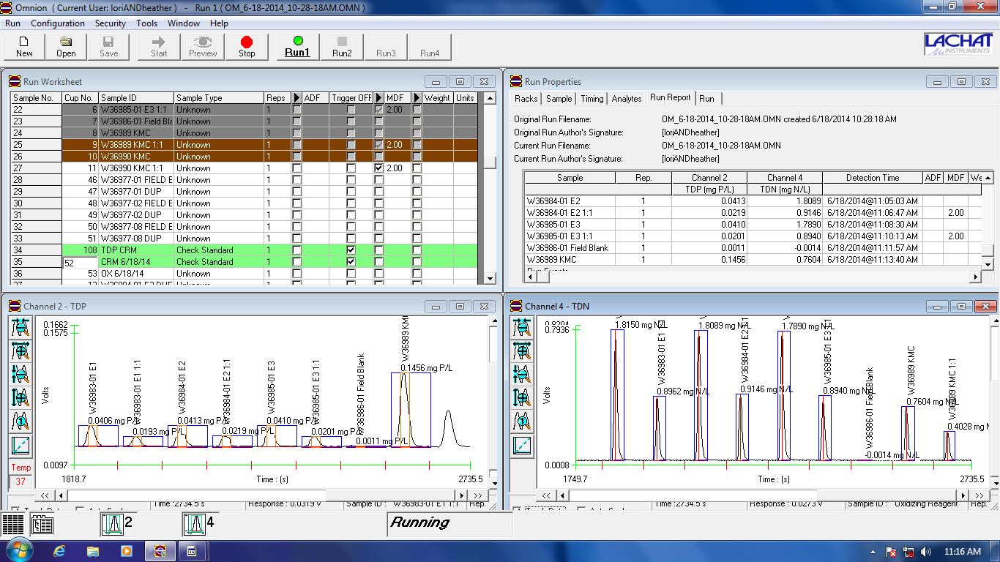 Omnion ( Current User: loriANDheather ) - Run 1 ( OM_6-18-2014_10-28-18AM.OMN )
Run Configuration Security Tools Window Help
New Open Save Start Preview Stop Run1 Run2 Run3 Run4
LACHAT
INSTRUMENTS
Run Worksheet
Sample No. Cup No. Sample ID Sample Type Reps ADF Trigger OFF MDF Weight Units
22 6 W36985-01 E3 1:1 Unknown 1 2.00
23 7 W36986-01 Field Bla Unknown 1
24 8 W36989 KMC Unknown 1
25 9 W36989 KMC 1:1 Unknown 1 2.00
26 10 W36990 KMC Unknown 1
27 11 W36990 KMC 1:1 Unknown 1 2.00
28 46 W36977-01 FIELD E Unknown 1
29 47 W36977-01 DUP Unknown 1
30 48 W36977-02 FIELD E Unknown 1
31 49 W36977-02 DUP Unknown 1
32 50 W36977-08 FIELD E Unknown 1
33 51 W36977-08 DUP Unknown 1
34 108 TDP CRM Check Standard 1
35 52 CRM 6/18/14 Check Standard 1
36 53 OX 6/18/14 Unknown 1
Run Properties
Racks Sample Timing Analytes Run Report Run
Original Run Filename: OM_6-18-2014_10-28-18AM.OMN created 6/18/2014 10:28:18 AM
Original Run Author's Signature: [loriANDheather]
Current Run Filename: OM_6-18-2014_10-28-18AM.OMN
Current Run Author's Signature: [loriANDheather]
Sample Rep. Channel 2 Channel 4 Detection Time ADF MDF We
TDP (mg P/L) TDN (mg N/L)
W36984-01 E2 1 0.0413 1.8089 6/18/2014@11:05:03 AM
W36984-01 E2 1:1 1 0.0219 0.9146 6/18/2014@11:06:47 AM 2.00
W36985-01 E3 1 0.0410 1.7890 6/18/2014@11:08:30 AM
W36985-01 E3 1:1 1 0.0201 0.8940 6/18/2014@11:10:13 AM 2.00
W36986-01 Field Blank 1 0.0011 -0.0014 6/18/2014@11:11:57 AM
W36989 KMC 1 0.1456 0.7604 6/18/2014@11:13:40 AM
Channel 2 - TDP
0.1662
0.1575
Volts
W36983-01 E1
W36983-01 E1 1:1
W36984-01 E2
W36984-01 E2 1:1
W36985-01 E3
W36985-01 E3 1:1
W36986-01 Field Blank
W36989 KM
0.0406 mg P/L
0.0193 mg P/L
0.0413 mg P/L
0.0219 mg P/L
0.0410 mg P/L
0.0201 mg P/L
0.0011 mg P/L
0.1456 mg P/L
0.0097
Temp
37
1818.7 Time : (s) 2735.5
<< >>
Time :2734.5 s Response : 0.0319 V Sample ID : W36983-01 E1 1:1 Rep.
Channel 4 - TDN
0.7936
Volts
1.8150 mg N/L
W36983-01 E1
0.8962 mg N/L
1.8089 mg N/L
W36984-01 E2
0.9146 mg N/L
1.7890 mg N/L
W36985-01 E3
0.8940 mg N/L
W36986-01 Field Blank
-0.0014 mg N/L
W36989 KMC
0.7604 mg N/L
W36989 KMC 1:1
0.4028 mg N/L
0.0008
1749.7 Time : (s) 2735.5
<< >>
Time :2734.5 s Response : 0.0273 V Sample ID : Oxidizing Reagent Rep.
2 4 Running
11:16 AM